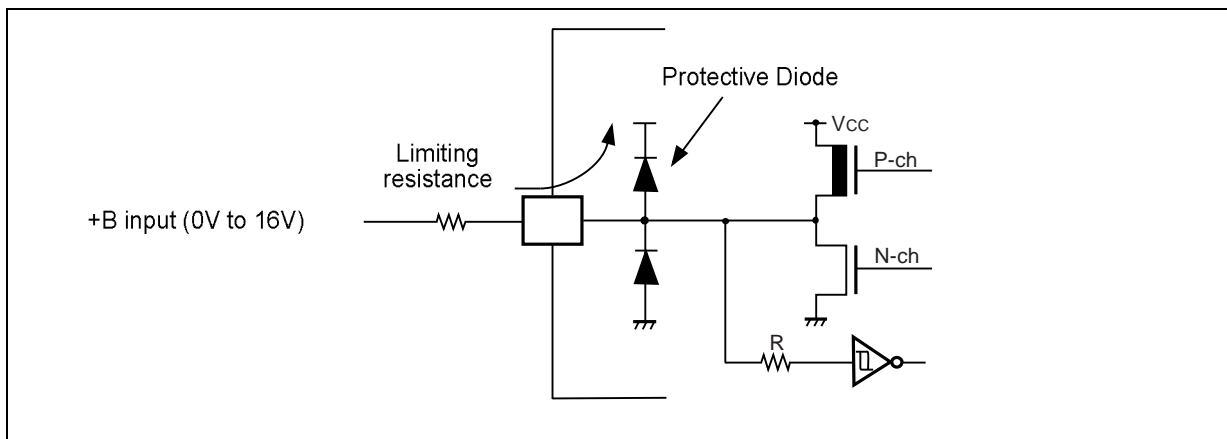 Protective Diode
Vcc
P-ch
Limiting
resistance
+B input (0V to 16V)
N-ch
R